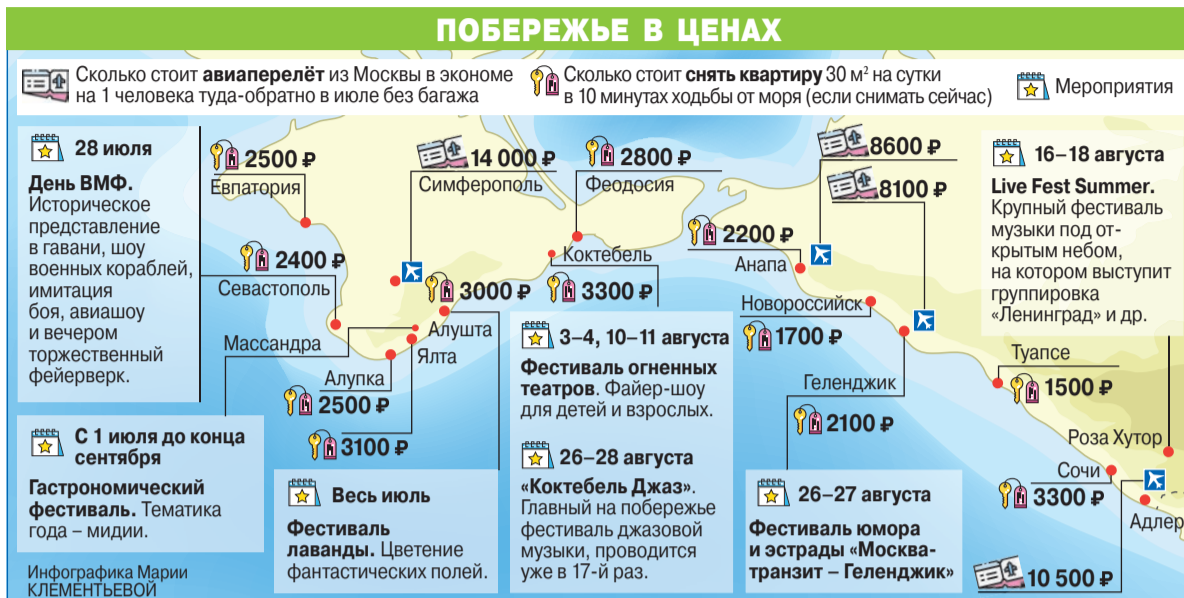 ПОБЕРЕЖЬЕ В ЦЕНАХ
Сколько стоит авиаперелёт из Москвы в экономе
на 1 человека туда-обратно в июле без багажа
Сколько стоит снять квартиру 30 м² на сутки
в 10 минутах ходьбы от моря (если снимать сейчас)
Мероприятия
28 июля
День ВМФ.
Историческое
представление
в гавани, шоу
военных кораблей,
имитация
боя, авиашоу
и вечером
торжественный
фейерверк.
2500 ₽
Евпатория
14 000 ₽
Симферополь
2800 ₽
Феодосия
8600 ₽
8100 ₽
16–18 августа
Live Fest Summer.
Крупный фестиваль
музыки под от-
крытым небом,
на котором выступит
группировка
«Ленинград» и др.
2400 ₽
Севастополь
2200 ₽
Анапа
Коктебель
3300 ₽
3000 ₽
Алушта
Массандра
Ялта
3100 ₽
Алупка
2500 ₽
Новороссийск
1700 ₽
Геленджик
2100 ₽
Туапсе
1500 ₽
Роза Хутор
Сочи
3300 ₽
Адлер
10 500 ₽
С 1 июля до конца
сентября
Гастрономический
фестиваль. Тематика
года – мидии.
Весь июль
Фестиваль
лаванды. Цветение
фантастических полей.
3–4, 10–11 августа
Фестиваль огненных
театров. Файер-шоу
для детей и взрослых.
26–28 августа
«Коктебель Джаз».
Главный на побережье
фестиваль джазовой
музыки, проводится
уже в 17-й раз.
26–27 августа
Фестиваль юмора
и эстрады «Москва-
транзит – Геленджик»
Инфографика Марии
КЛЕМЕНТЬЕВОЙ